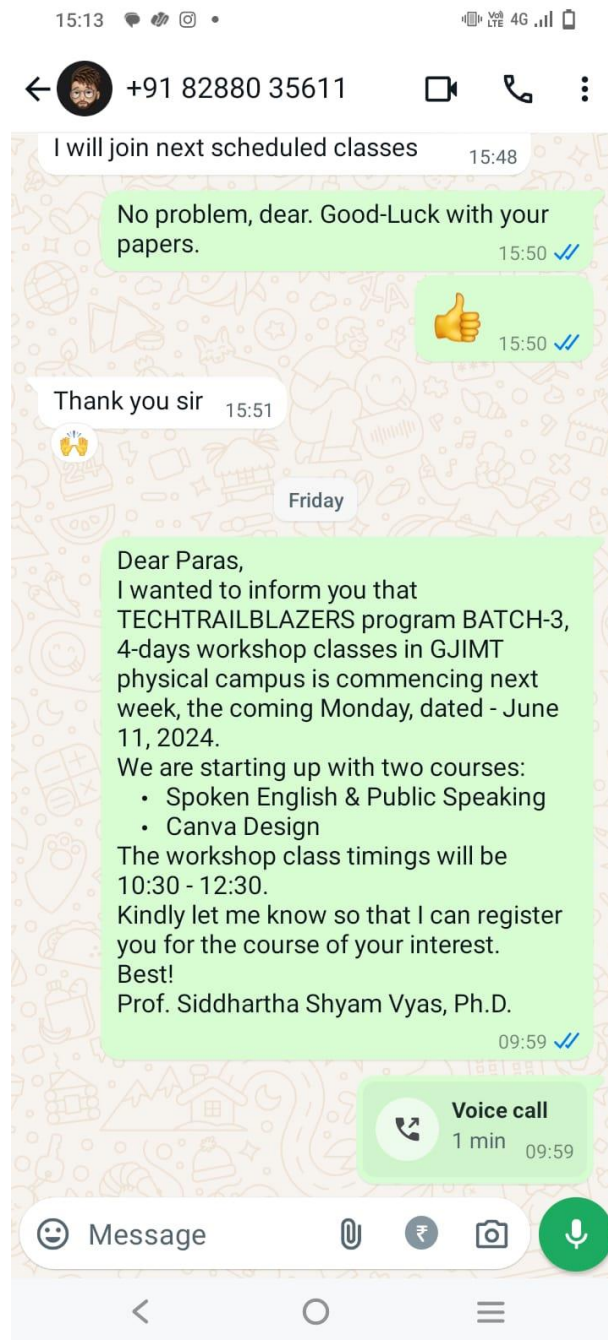 15:13
Vo)) LTE 4G
+91 82880 35611
I will join next scheduled classes 15:48
No problem, dear. Good-Luck with your
papers. 15:50
15:50
Thank you sir 15:51
Friday
Dear Paras,
I wanted to inform you that
TECHTRAILBLAZERS program BATCH-3,
4-days workshop classes in GJIMT
physical campus is commencing next
week, the coming Monday, dated - June
11, 2024.
We are starting up with two courses:
• Spoken English & Public Speaking
• Canva Design
The workshop class timings will be
10:30 - 12:30.
Kindly let me know so that I can register
you for the course of your interest.
Best!
Prof. Siddhartha Shyam Vyas, Ph.D.
09:59
Voice call
1 min 09:59
Message ₹